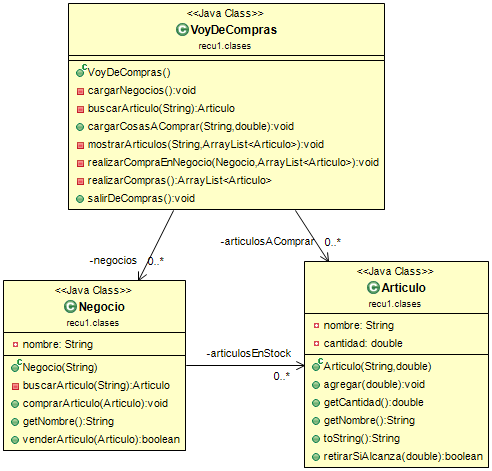 <<Java Class>>
VoyDeCompras
recu1.clases
VoyDeCompras()
cargarNegocios():void
buscarArticulo(String):Articulo
cargarCosasAComprar(String,double):void
mostrarArticulos(String,ArrayList<Articulo>):void
realizarCompraEnNegocio(Negocio,ArrayList<Articulo>):void
realizarCompras():ArrayList<Articulo>
salirDeCompras():void
-articulosAComprar 0..*
-negocios 0..*
<<Java Class>>
Negocio
recu1.clases
nombre: String
Negocio(String)
buscarArticulo(String):Articulo
comprarArticulo(Articulo):void
getNombre():String
venderArticulo(Articulo):boolean
-articulosEnStock
0..*
<<Java Class>>
Articulo
recu1.clases
nombre: String
cantidad: double
Articulo(String,double)
agregar(double):void
getCantidad():double
getNombre():String
toString():String
retirarSiAlcanza(double):boolean